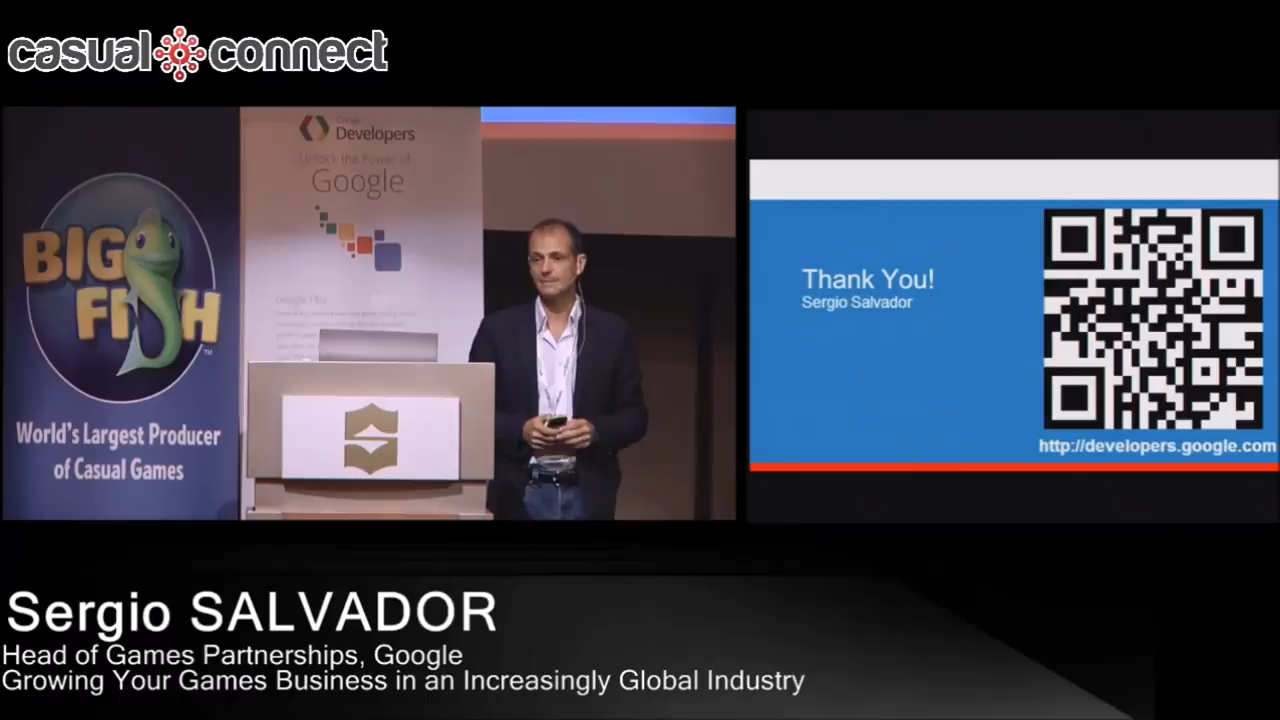 casual connect
BIG
FISH
TM
World's Largest Producer
of Casual Games
Google
Developers
Unlock the Power of
Google
Google Play
Thank You!
Sergio Salvador
http://developers.google.com
Sergio SALVADOR
Head of Games Partnerships, Google
Growing Your Games Business in an Increasingly Global Industry